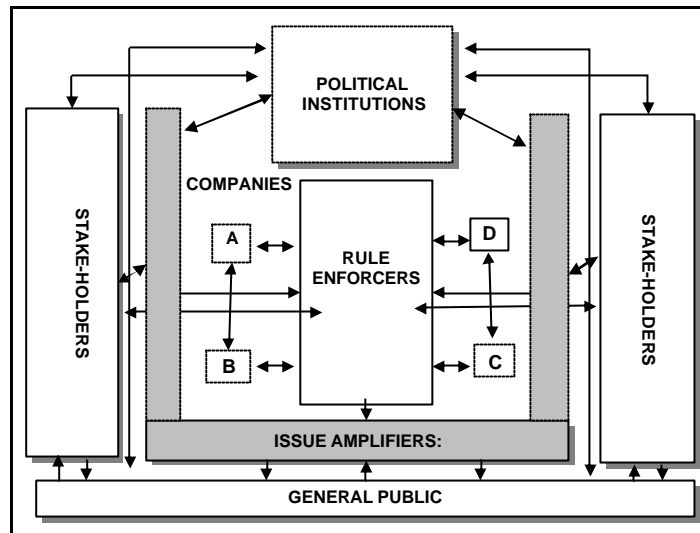 POLITICAL
INSTITUTIONS
COMPANIES
STAKE-HOLDERS
A
D
RULE
ENFORCERS
STAKE-HOLDERS
B
C
ISSUE AMPLIFIERS:
GENERAL PUBLIC